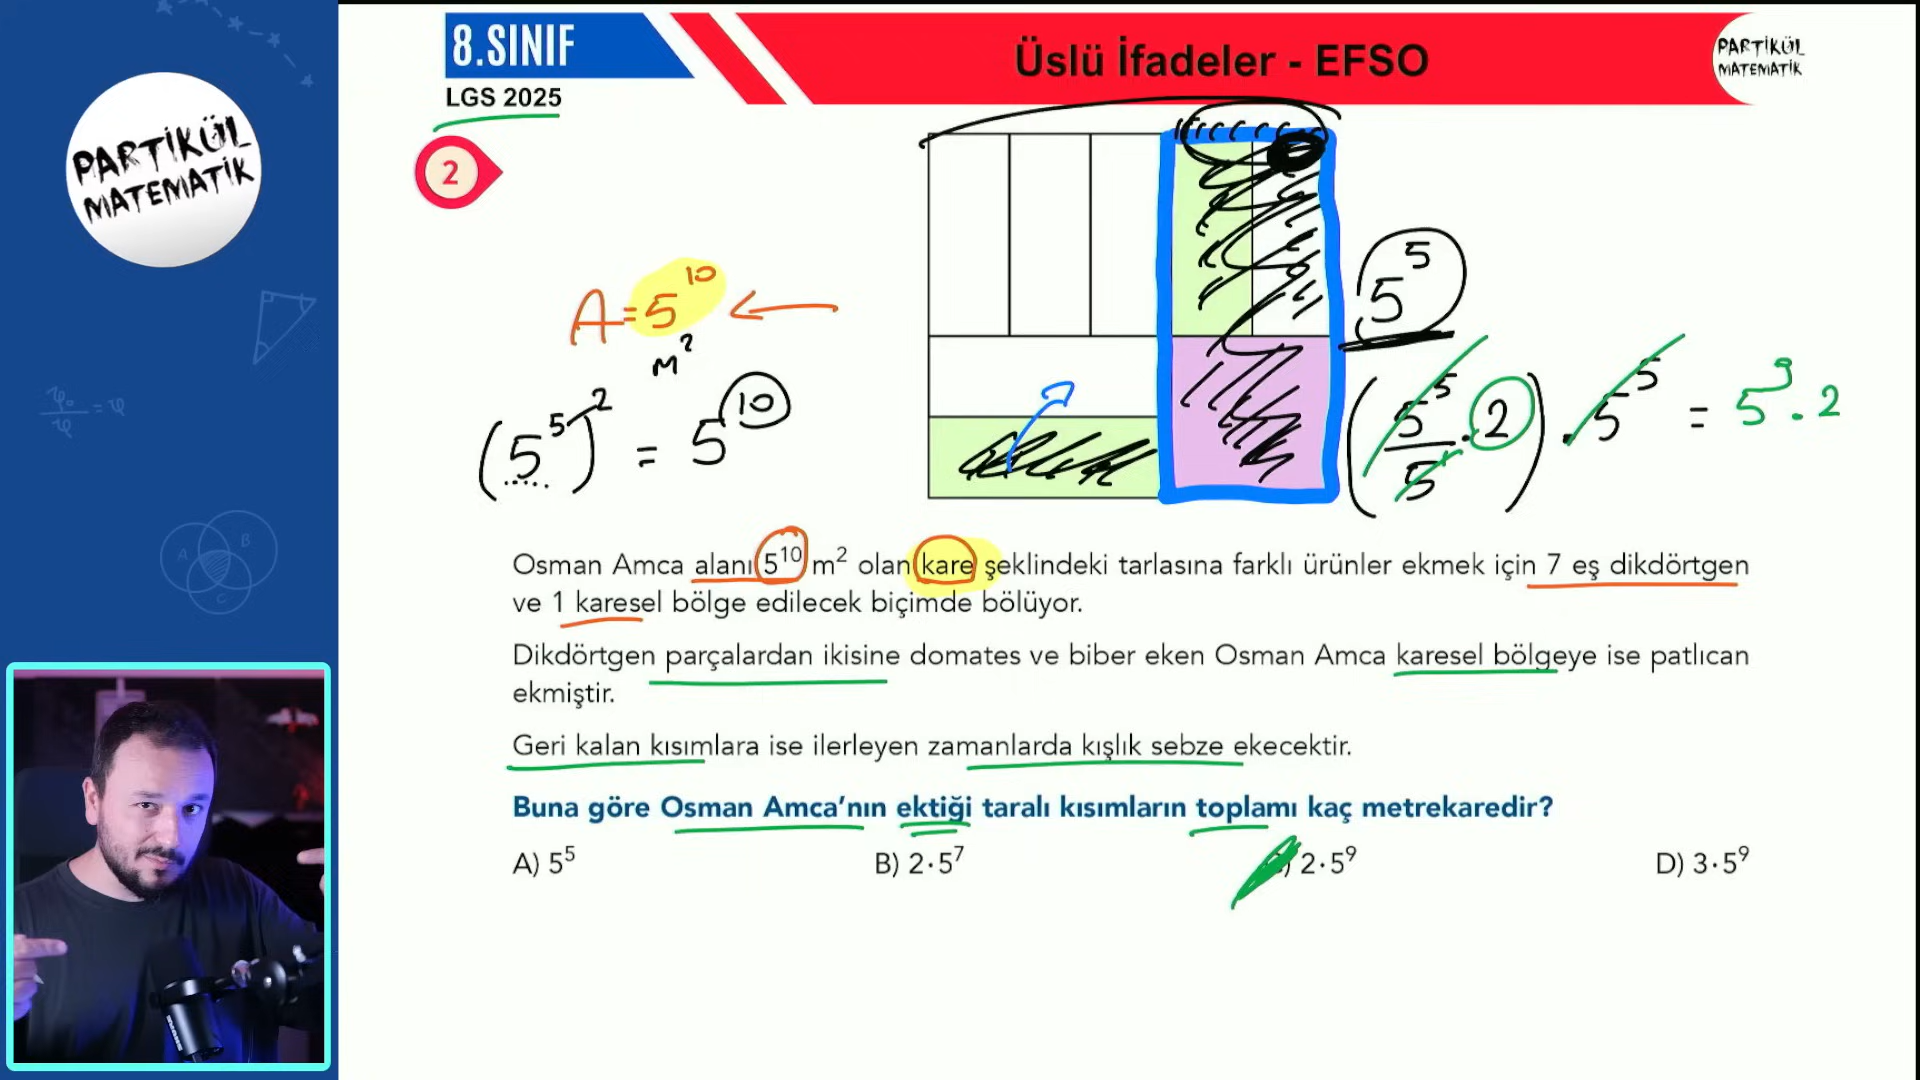 PARTİKÜL
MATEMATİK
8.SINIF
LGS 2025
Üslü İfadeler - EFSO
PARTİKÜL
MATEMATİK
2
A = 5¹⁰
m²
(5⁵)² = 5¹⁰
5⁵
(5⁵/5¹ · 2) · 5⁵ = 5⁹ · 2
Osman Amca alanı 5¹⁰ m² olan kare şeklindeki tarlasına farklı ürünler ekmek için 7 eş dikdörtgen
ve 1 karesel bölge edilecek biçimde bölüyor.
Dikdörtgen parçalardan ikisine domates ve biber eken Osman Amca karesel bölgeye ise patlıcan
ekmiştir.
Geri kalan kısımlara ise ilerleyen zamanlarda kışlık sebze ekecektir.
Buna göre Osman Amca’nın ektiği taralı kısımların toplamı kaç metrekaredir?
A) 5⁵
B) 2·5⁷
) 2·5⁹
D) 3·5⁹